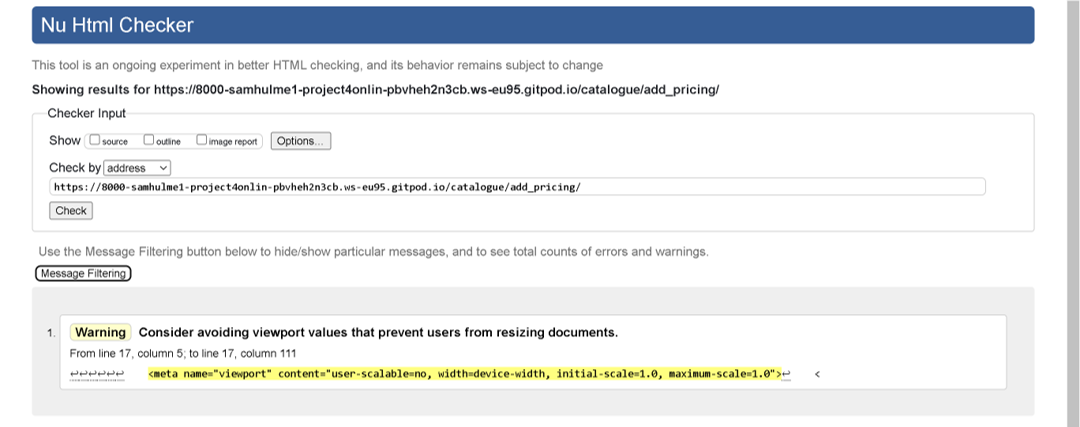 Nu Html Checker
This tool is an ongoing experiment in better HTML checking, and its behavior remains subject to change
Showing results for https://8000-samhulme1-project4onlin-pbvheh2n3cb.ws-eu95.gitpod.io/catalogue/add_pricing/
Checker Input
Show source outline image report Options...
Check by address
https://8000-samhulme1-project4onlin-pbvheh2n3cb.ws-eu95.gitpod.io/catalogue/add_pricing/
Check
Use the Message Filtering button below to hide/show particular messages, and to see total counts of errors and warnings.
Message Filtering
1. Warning Consider avoiding viewport values that prevent users from resizing documents.
From line 17, column 5; to line 17, column 111
↩↩↩↩↩↩ <meta name="viewport" content="user-scalable=no, width=device-width, initial-scale=1.0, maximum-scale=1.0">↩ <